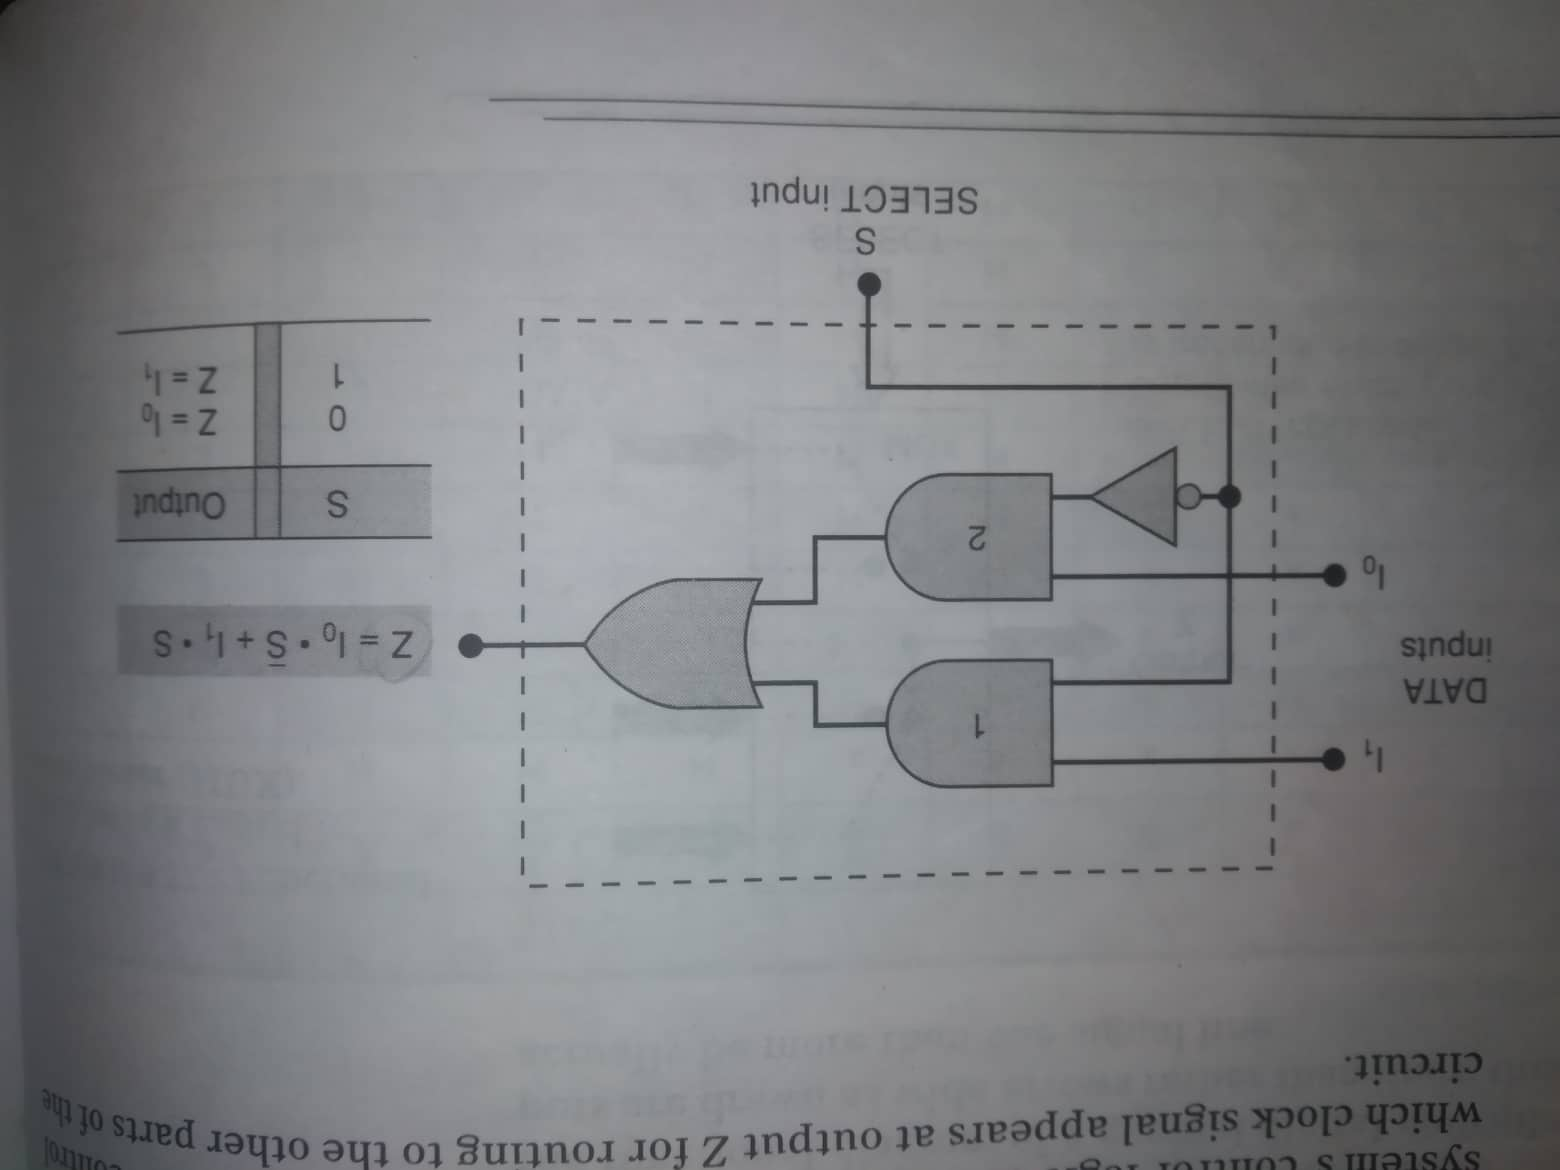 which clock signal appears at output Z for routing to the other parts of the
circuit.
I₁
DATA
inputs
I₀
1
2
Z = I₀ • S̅ + I₁ • S
S Output
0 Z = I₀
1 Z = I₁
S
SELECT input